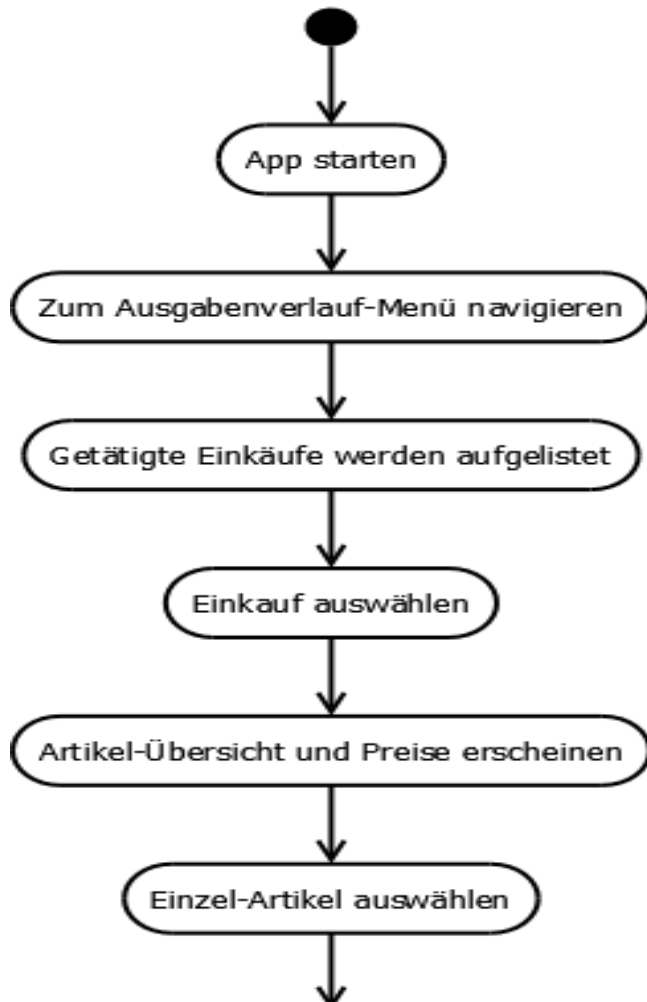 App starten
Zum Ausgabenverlauf-Menü navigieren
Getätigte Einkäufe werden aufgelistet
Einkauf auswählen
Artikel-Übersicht und Preise erscheinen
Einzel-Artikel auswählen